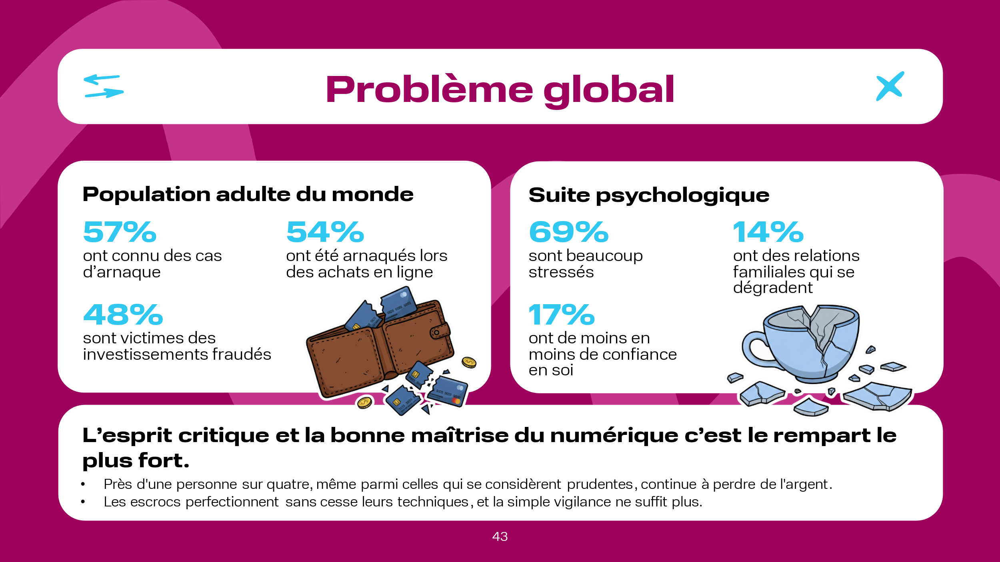 Problème global
Population adulte du monde
57%
ont connu des cas
d’arnaque
54%
ont été arnaqués lors
des achats en ligne
48%
sont victimes des
investissements fraudés
Suite psychologique
69%
sont beaucoup
stressés
14%
ont des relations
familiales qui se
dégradent
17%
ont de moins en
moins de confiance
en soi
L’esprit critique et la bonne maîtrise du numérique c’est le rempart le
plus fort.
• Près d'une personne sur quatre, même parmi celles qui se considèrent prudentes, continue à perdre de l'argent.
• Les escrocs perfectionnent sans cesse leurs techniques, et la simple vigilance ne suffit plus.
43